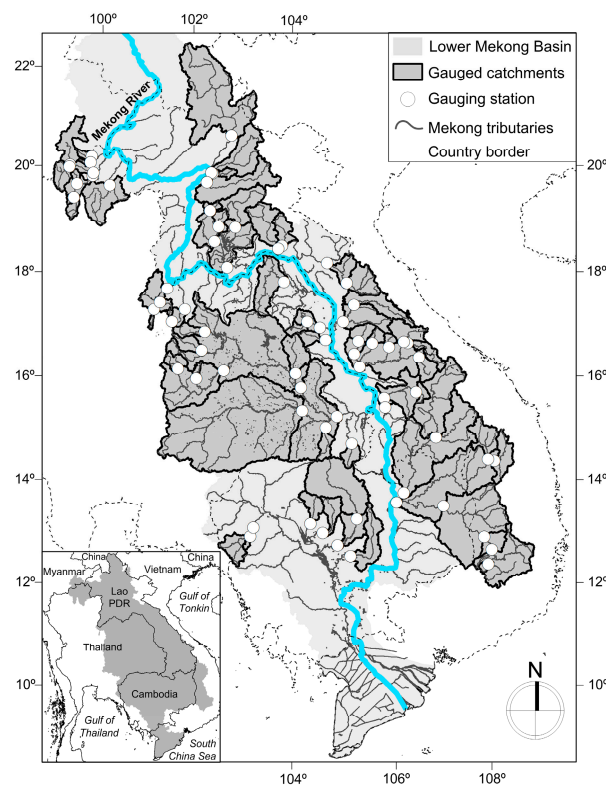 100º 102º 104º
22º
20º
18º
16º
14º
12º
10º
Mekong River
Lower Mekong Basin
Gauged catchments
Gauging station
Mekong tributaries
Country border
20º
18º
16º
14º
12º
10º
China
China
Myanmar
Vietnam
Lao
PDR
Gulf of
Tonkin
Thailand
Cambodia
Gulf of
Thailand
South
China Sea
N
104º 106º 108º